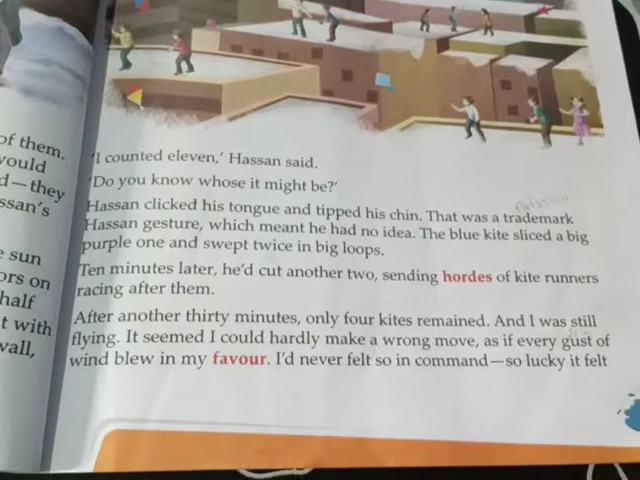 of them.
vould
d—they
ssan's
e sun
ors on
half
t with
vall,
'I counted eleven,' Hassan said.
'Do you know whose it might be?'
Hassan clicked his tongue and tipped his chin. That was a trademark
Hassan gesture, which meant he had no idea. The blue kite sliced a big
purple one and swept twice in big loops.
Ten minutes later, he'd cut another two, sending hordes of kite runners
racing after them.
After another thirty minutes, only four kites remained. And I was still
flying. It seemed I could hardly make a wrong move, as if every gust of
wind blew in my favour. I'd never felt so in command—so lucky it felt